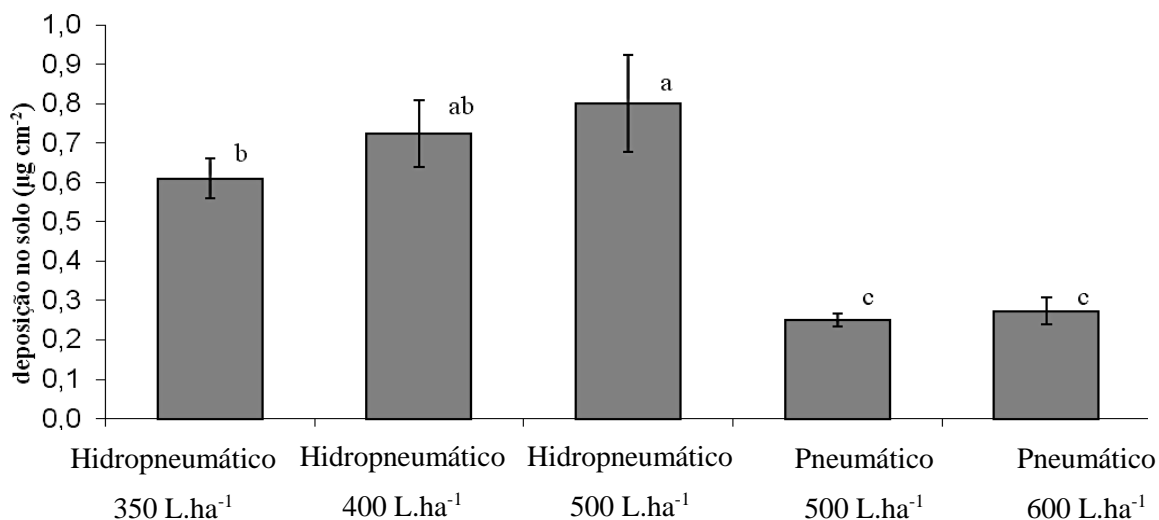 deposição no solo (µg cm⁻²)
1,0
0,9
0,8
0,7
0,6
0,5
0,4
0,3
0,2
0,1
0,0
b
ab
a
c
c
Hidropneumático Hidropneumático Hidropneumático Pneumático Pneumático
350 L.ha⁻¹ 400 L.ha⁻¹ 500 L.ha⁻¹ 500 L.ha⁻¹ 600 L.ha⁻¹